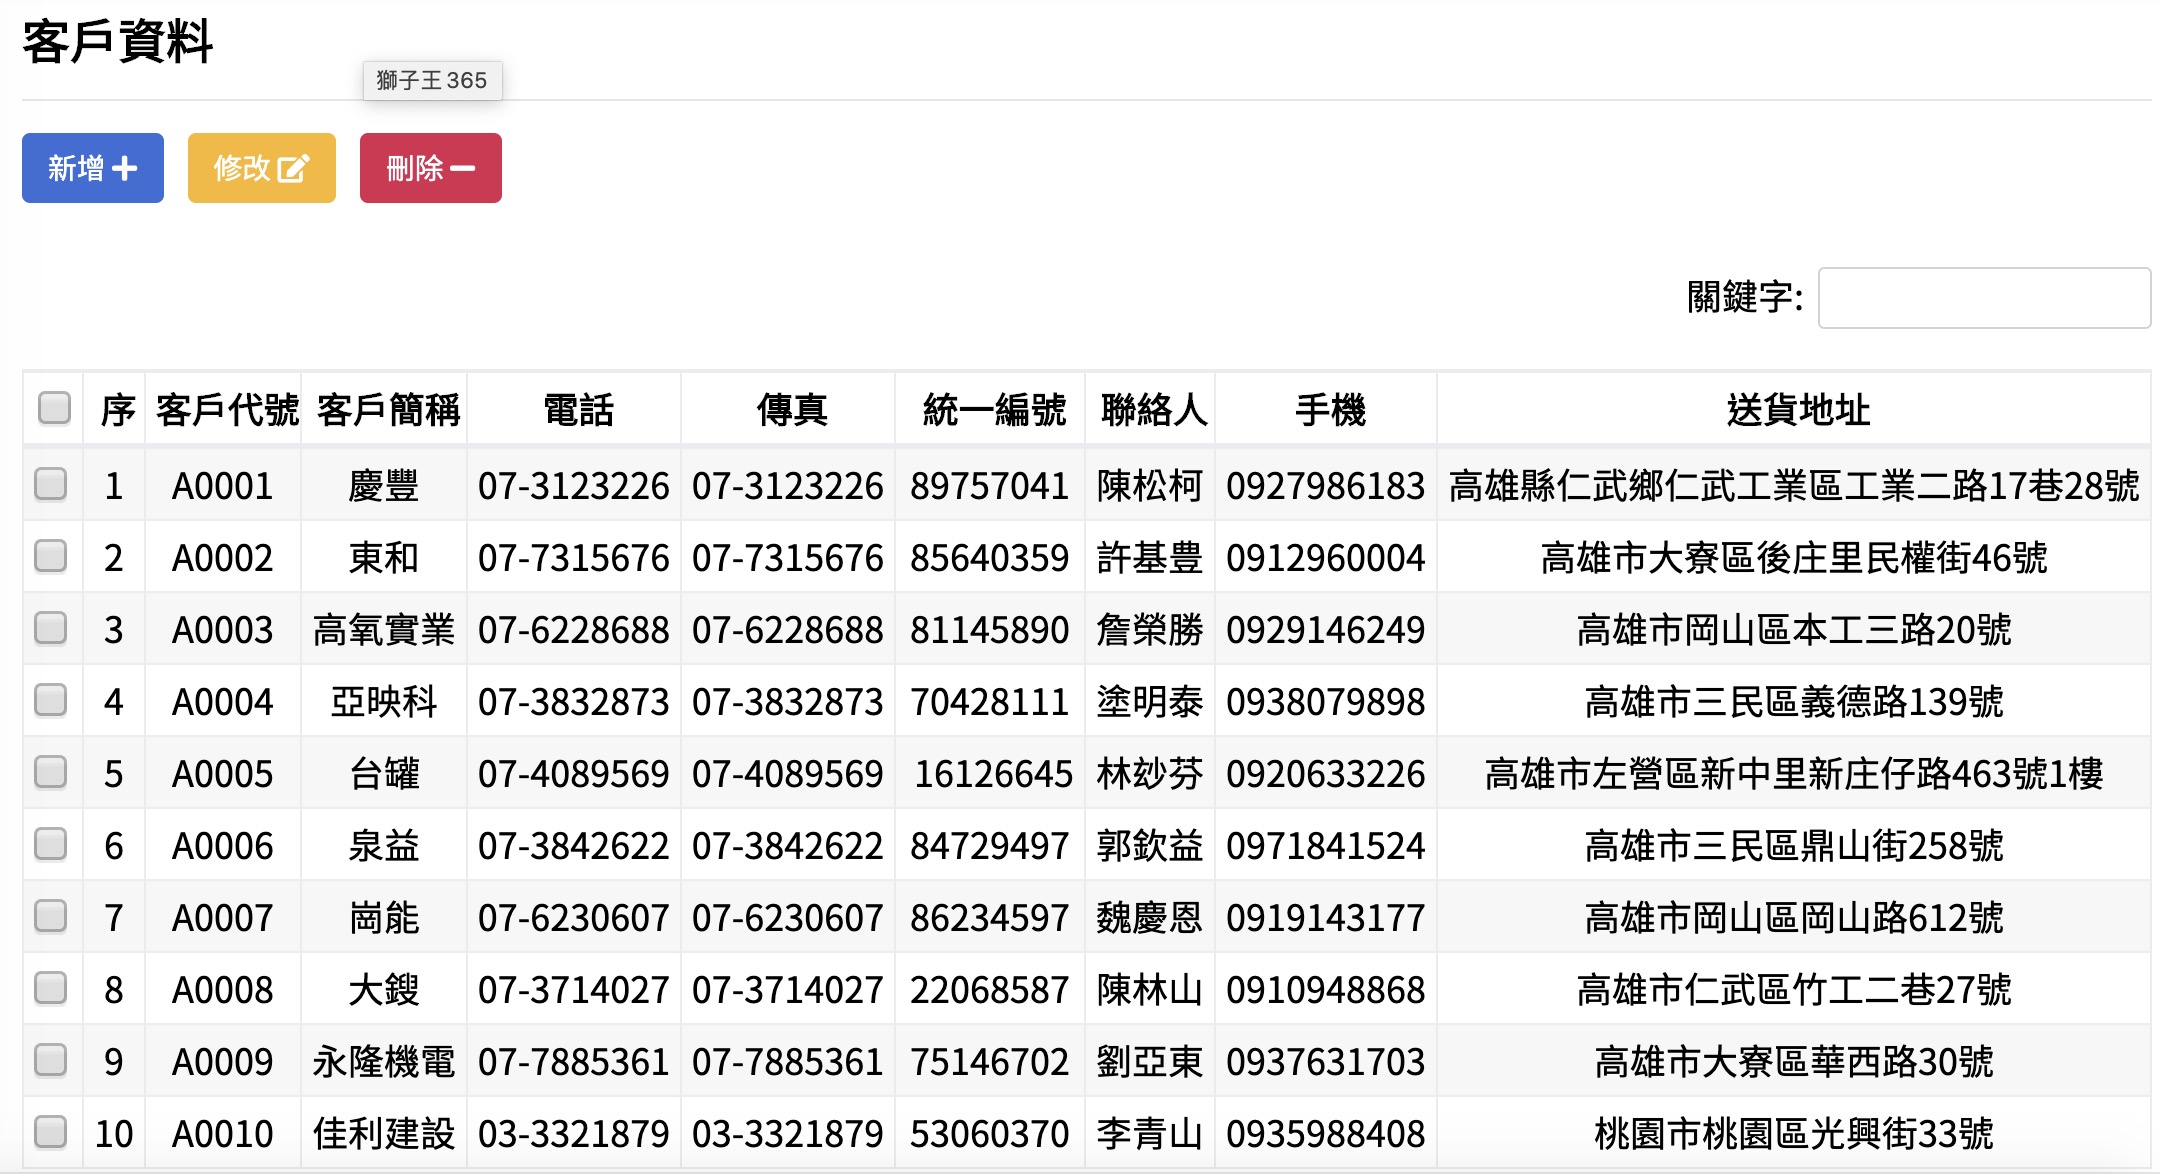 客戶資料
獅子王365
新增 修改 刪除
關鍵字:
序 客戶代號 客戶簡稱 電話 傳真 統一編號 聯絡人 手機 送貨地址
1 A0001 慶豐 07-3123226 07-3123226 89757041 陳松柯 0927986183 高雄縣仁武鄉仁武工業區工業二路17巷28號
2 A0002 東和 07-7315676 07-7315676 85640359 許基豊 0912960004 高雄市大寮區後庄里民權街46號
3 A0003 高氧實業 07-6228688 07-6228688 81145890 詹榮勝 0929146249 高雄市岡山區本工三路20號
4 A0004 亞映科 07-3832873 07-3832873 70428111 塗明泰 0938079898 高雄市三民區義德路139號
5 A0005 台罐 07-4089569 07-4089569 16126645 林玅芬 0920633226 高雄市左營區新中里新庄仔路463號1樓
6 A0006 泉益 07-3842622 07-3842622 84729497 郭欽益 0971841524 高雄市三民區鼎山街258號
7 A0007 崗能 07-6230607 07-6230607 86234597 魏慶恩 0919143177 高雄市岡山區岡山路612號
8 A0008 大鎪 07-3714027 07-3714027 22068587 陳林山 0910948868 高雄市仁武區竹工二巷27號
9 A0009 永隆機電 07-7885361 07-7885361 75146702 劉亞東 0937631703 高雄市大寮區華西路30號
10 A0010 佳利建設 03-3321879 03-3321879 53060370 李青山 0935988408 桃園市桃園區光興街33號